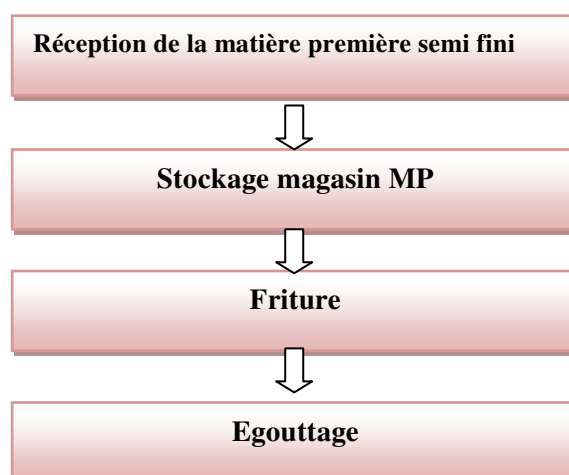 Réception de la matière première semi fini
Stockage magasin MP
Friture
Egouttage